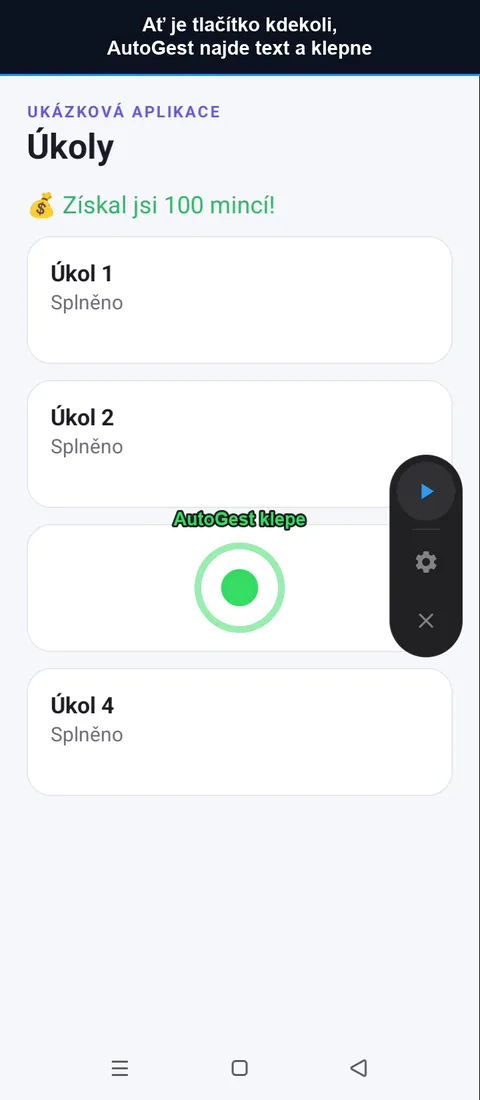 Ať je tlačítko kdekoli,
AutoGest najde text a klepne
UKÁZKOVÁ APLIKACE
Úkoly
💰 Získal jsi 100 mincí!
Úkol 1
Splněno
Úkol 2
Splněno
AutoGest klepe
Úkol 4
Splněno